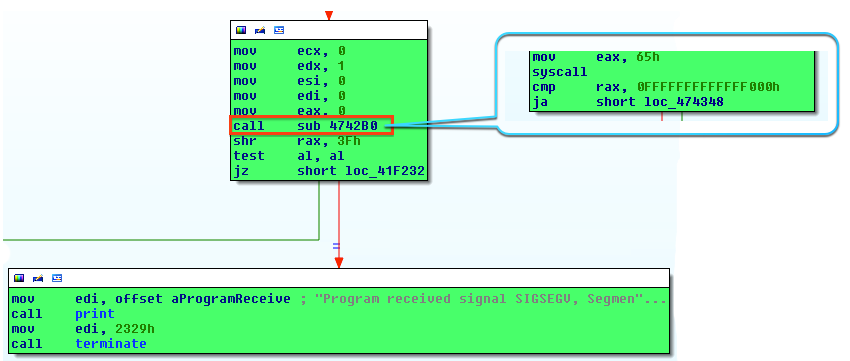 mov ecx, 0
mov edx, 1
mov esi, 0
mov edi, 0
mov eax, 0
call sub 4742B0
shr rax, 3Fh
test al, al
jz short loc_41F232
mov eax, 65h
syscall
cmp rax, 0FFFFFFFFFFFFF000h
ja short loc_474348
mov edi, offset aProgramReceive ; "Program received signal SIGSEGV, Segmen"...
call print
mov edi, 2329h
call terminate